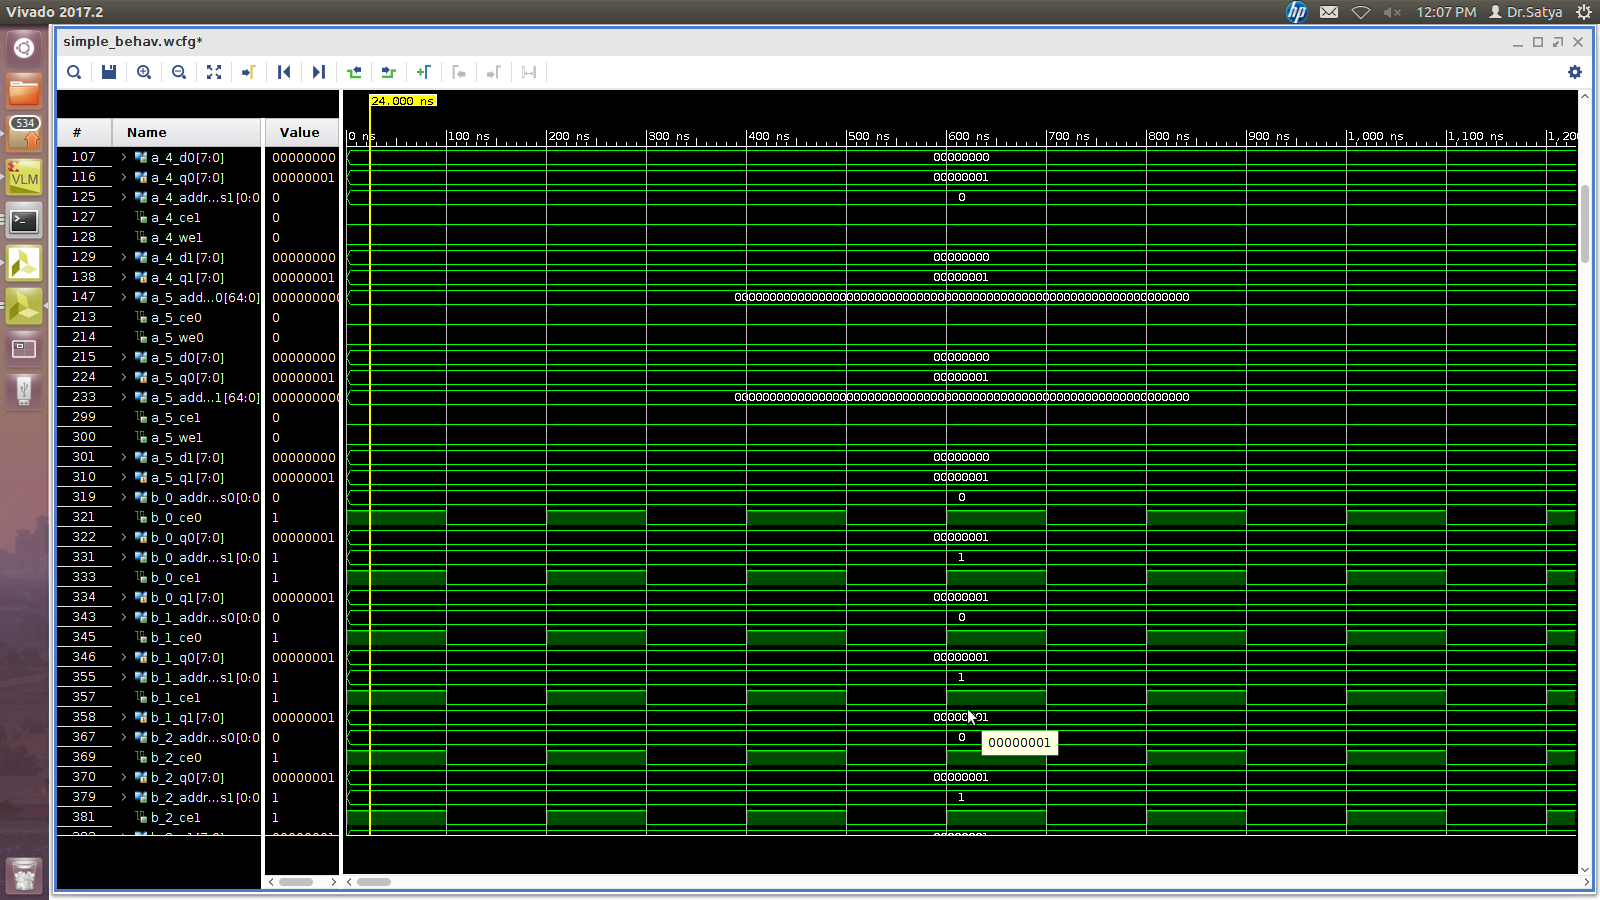 Vivado 2017.2
12:07 PM Dr.Satya
simple_behav.wcfg*
534
VLM
24.000 ns
# Name Value
0 ns 100 ns 200 ns 300 ns 400 ns 500 ns 600 ns 700 ns 800 ns 900 ns 1,000 ns 1,100 ns 1,200
107 a_4_d0[7:0] 00000000 00000000
116 a_4_q0[7:0] 00000001 00000001
125 a_4_addr...s1[0:0 0 0
127 a_4_ce1 0
128 a_4_we1 0
129 a_4_d1[7:0] 00000000 00000000
138 a_4_q1[7:0] 00000001 00000001
147 a_5_add...0[64:0] 000000000
213 a_5_ce0 0
214 a_5_we0 0
215 a_5_d0[7:0] 00000000 00000000
224 a_5_q0[7:0] 00000001 00000001
233 a_5_add...1[64:0] 000000000
299 a_5_ce1 0
300 a_5_we1 0
301 a_5_d1[7:0] 00000000 00000000
310 a_5_q1[7:0] 00000001 00000001
319 b_0_addr...s0[0:0 0 0
321 b_0_ce0 1
322 b_0_q0[7:0] 00000001 00000001
331 b_0_addr...s1[0:0 1 1
333 b_0_ce1 1
334 b_0_q1[7:0] 00000001 00000001
343 b_1_addr...s0[0:0 0 0
345 b_1_ce0 1
346 b_1_q0[7:0] 00000001 00000001
355 b_1_addr...s1[0:0 1 1
357 b_1_ce1 1
358 b_1_q1[7:0] 00000001 00000001
367 b_2_addr...s0[0:0 0 0
00000001
369 b_2_ce0 1
370 b_2_q0[7:0] 00000001 00000001
379 b_2_addr...s1[0:0 1 1
381 b_2_ce1 1